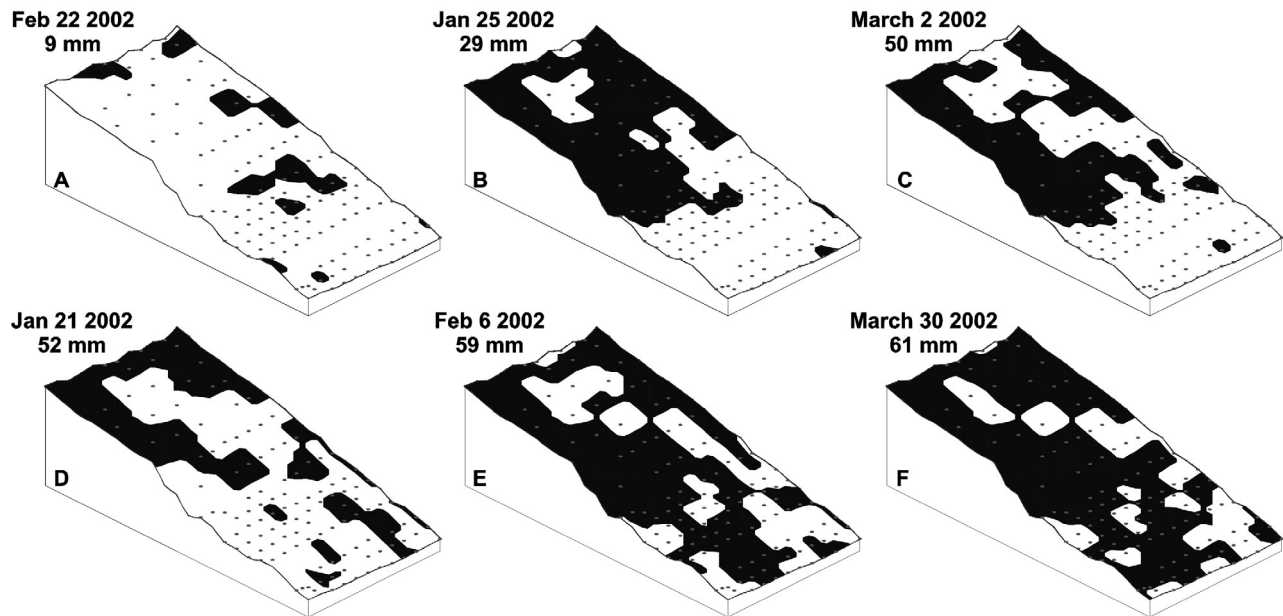 Feb 22 2002
9 mm
A
Jan 25 2002
29 mm
B
March 2 2002
50 mm
C
Jan 21 2002
52 mm
D
Feb 6 2002
59 mm
E
March 30 2002
61 mm
F